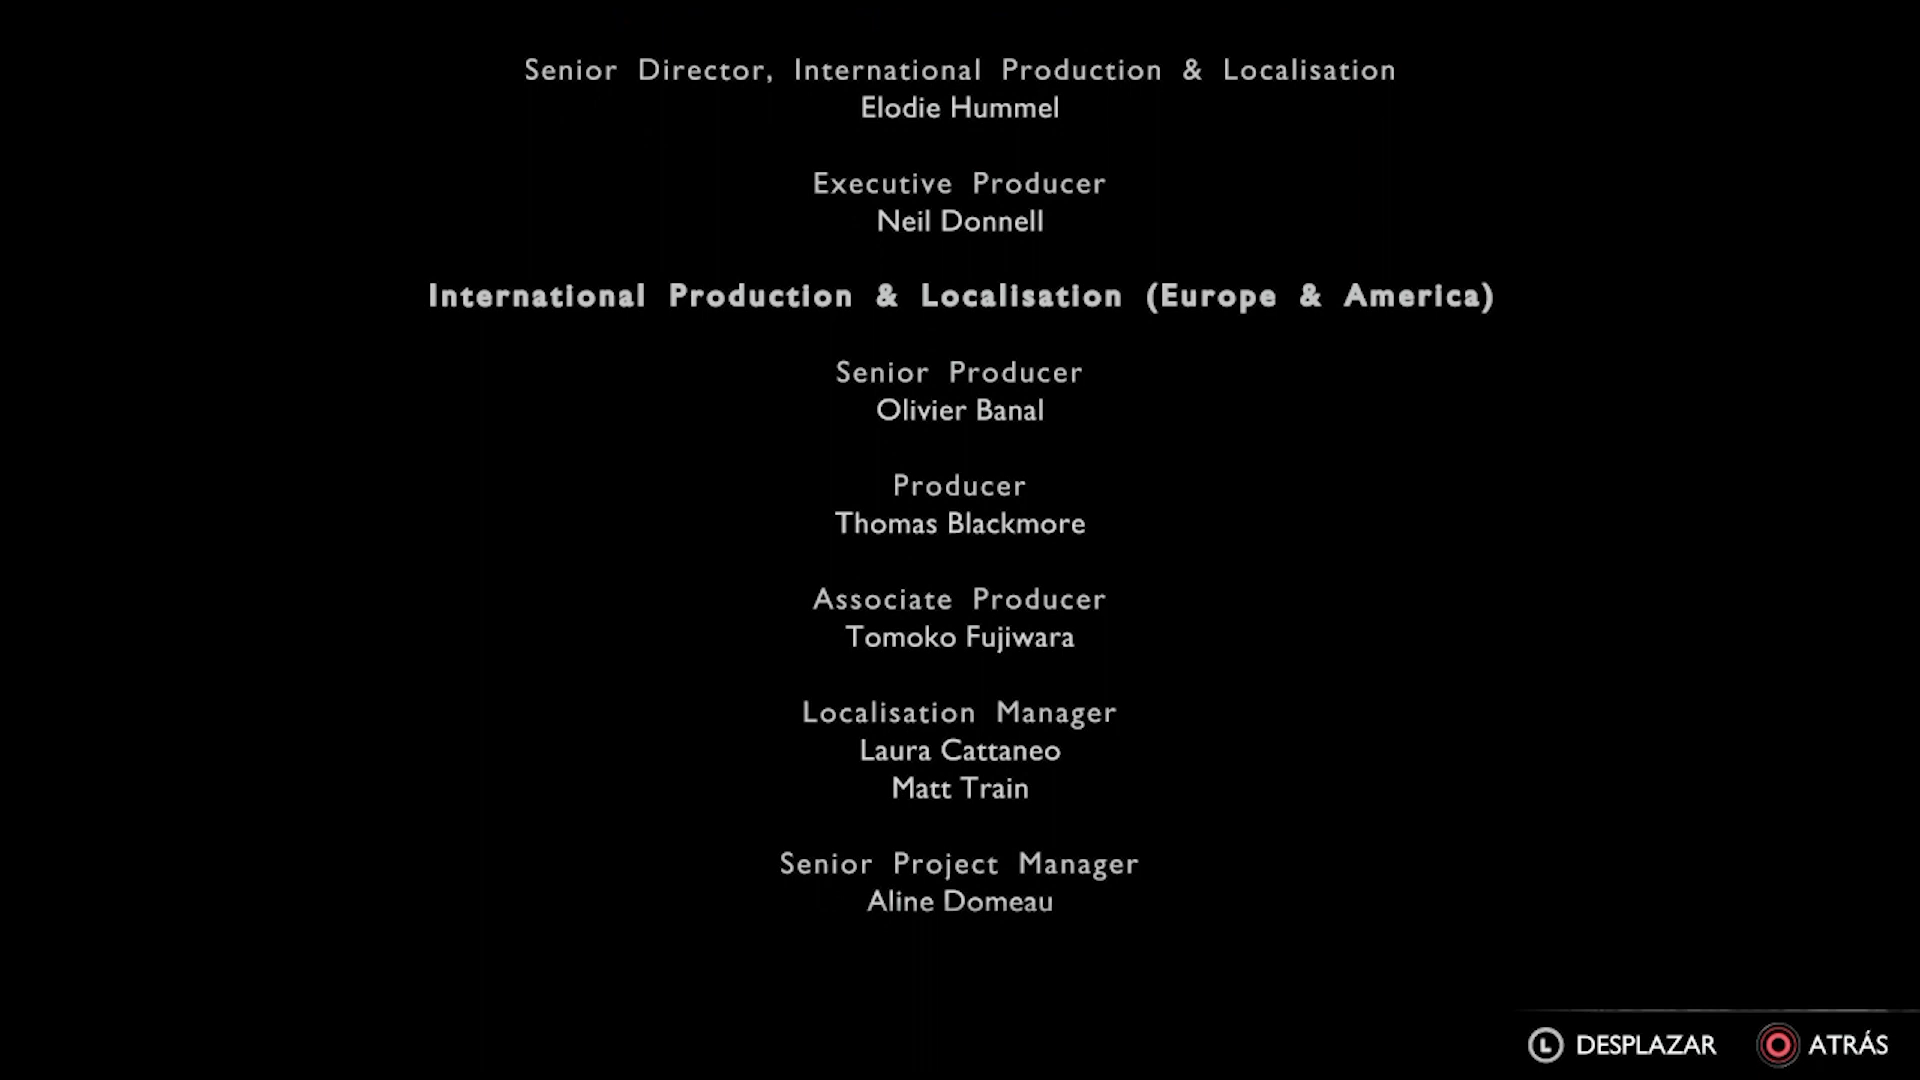 Senior Director, International Production & Localisation
Elodie Hummel
Executive Producer
Neil Donnell
International Production & Localisation (Europe & America)
Senior Producer
Olivier Banal
Producer
Thomas Blackmore
Associate Producer
Tomoko Fujiwara
Localisation Manager
Laura Cattaneo
Matt Train
Senior Project Manager
Aline Domeau
L DESPLAZAR ATRÁS